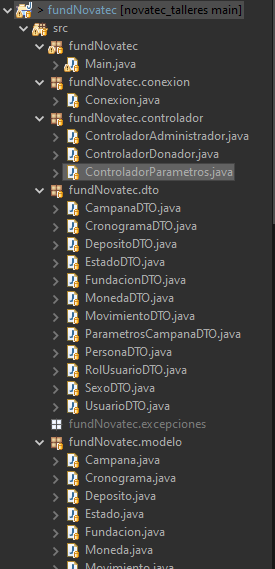 > fundNovatec [novatec_talleres main]
src
fundNovatec
Main.java
fundNovatec.conexion
Conexion.java
fundNovatec.controlador
ControladorAdministrador.java
ControladorDonador.java
ControladorParametros.java
fundNovatec.dto
CampanaDTO.java
CronogramaDTO.java
DepositoDTO.java
EstadoDTO.java
FundacionDTO.java
MonedaDTO.java
MovimientoDTO.java
ParametrosCampanaDTO.java
PersonaDTO.java
RolUsuarioDTO.java
SexoDTO.java
UsuarioDTO.java
fundNovatec.excepciones
fundNovatec.modelo
Campana.java
Cronograma.java
Deposito.java
Estado.java
Fundacion.java
Moneda.java
Movimiento.java